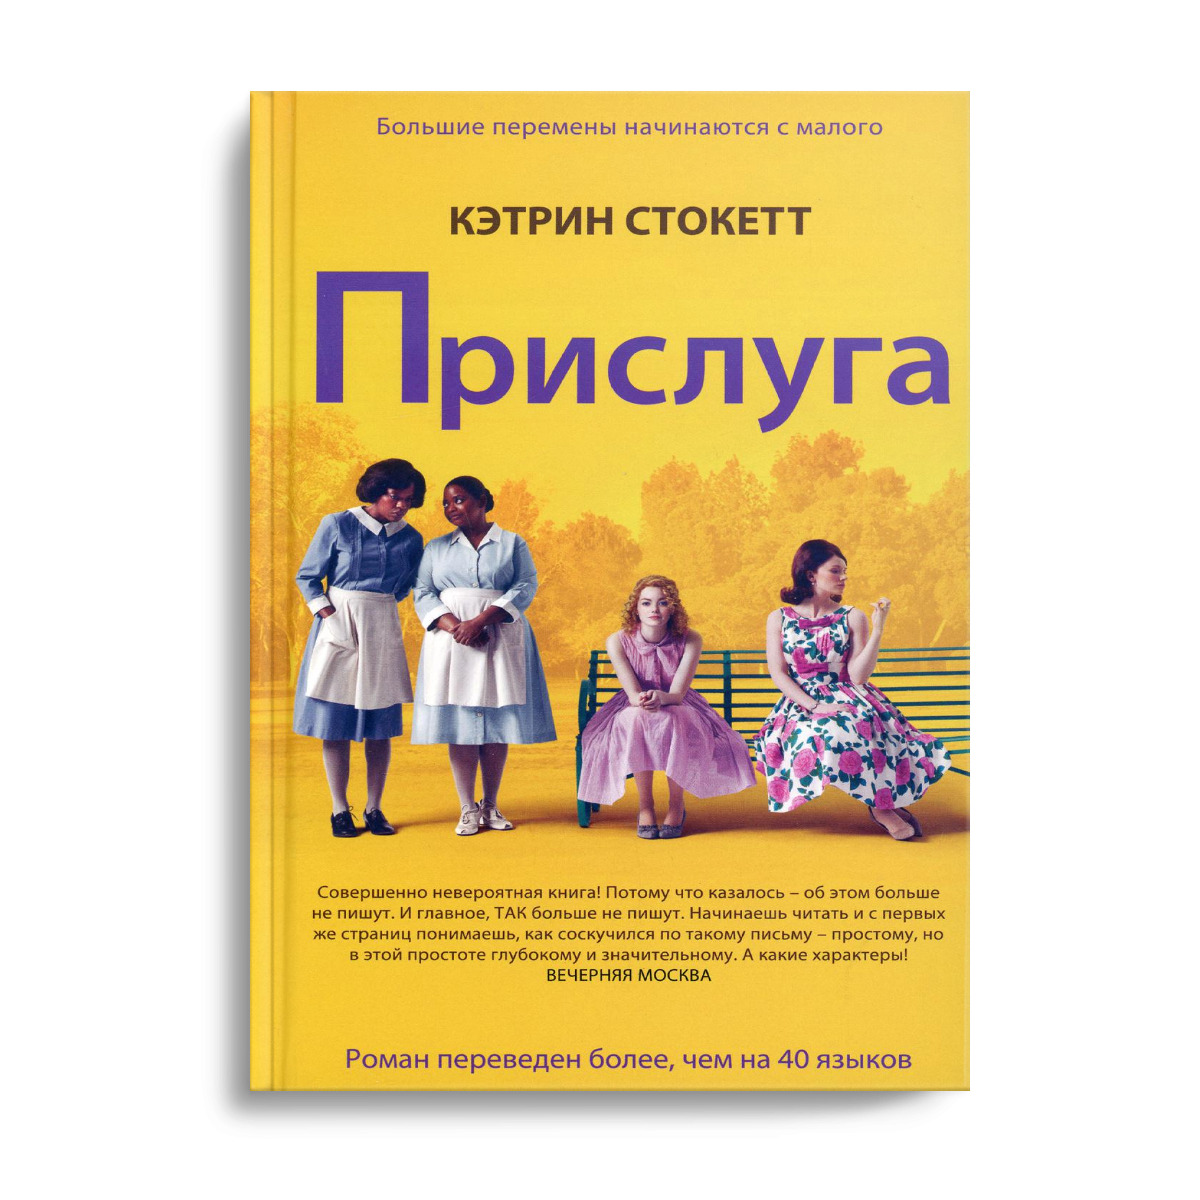 Большие перемены начинаются с малого
КЭТРИН СТОКЕТТ
Прислуга
Совершенно невероятная книга! Потому что казалось – об этом больше
не пишут. И главное, ТАК больше не пишут. Начинаешь читать и с первых
же страниц понимаешь, как соскучился по такому письму – простому, но
в этой простоте глубокому и значительному. А какие характеры!
ВЕЧЕРНЯЯ МОСКВА
Роман переведен более, чем на 40 языков